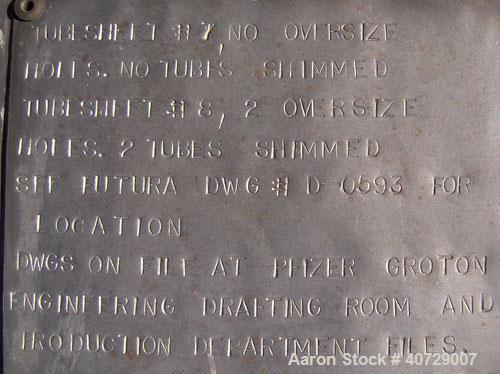 TUBESHEET # 7, NO OVERSIZE
HOLES. NO TUBES SHIMMED
TUBESHEET # 8, 2 OVERSIZE
HOLES. 2 TUBES SHIMMED
SEE FUTURA DWG # D-0593 FOR
LOCATION
DWGS ON FILE AT PFIZER GROTON
ENGINEERING DRAFTING ROOM AND
PRODUCTION DEPARTMENT FILES.
Aaron Stock # 40729007